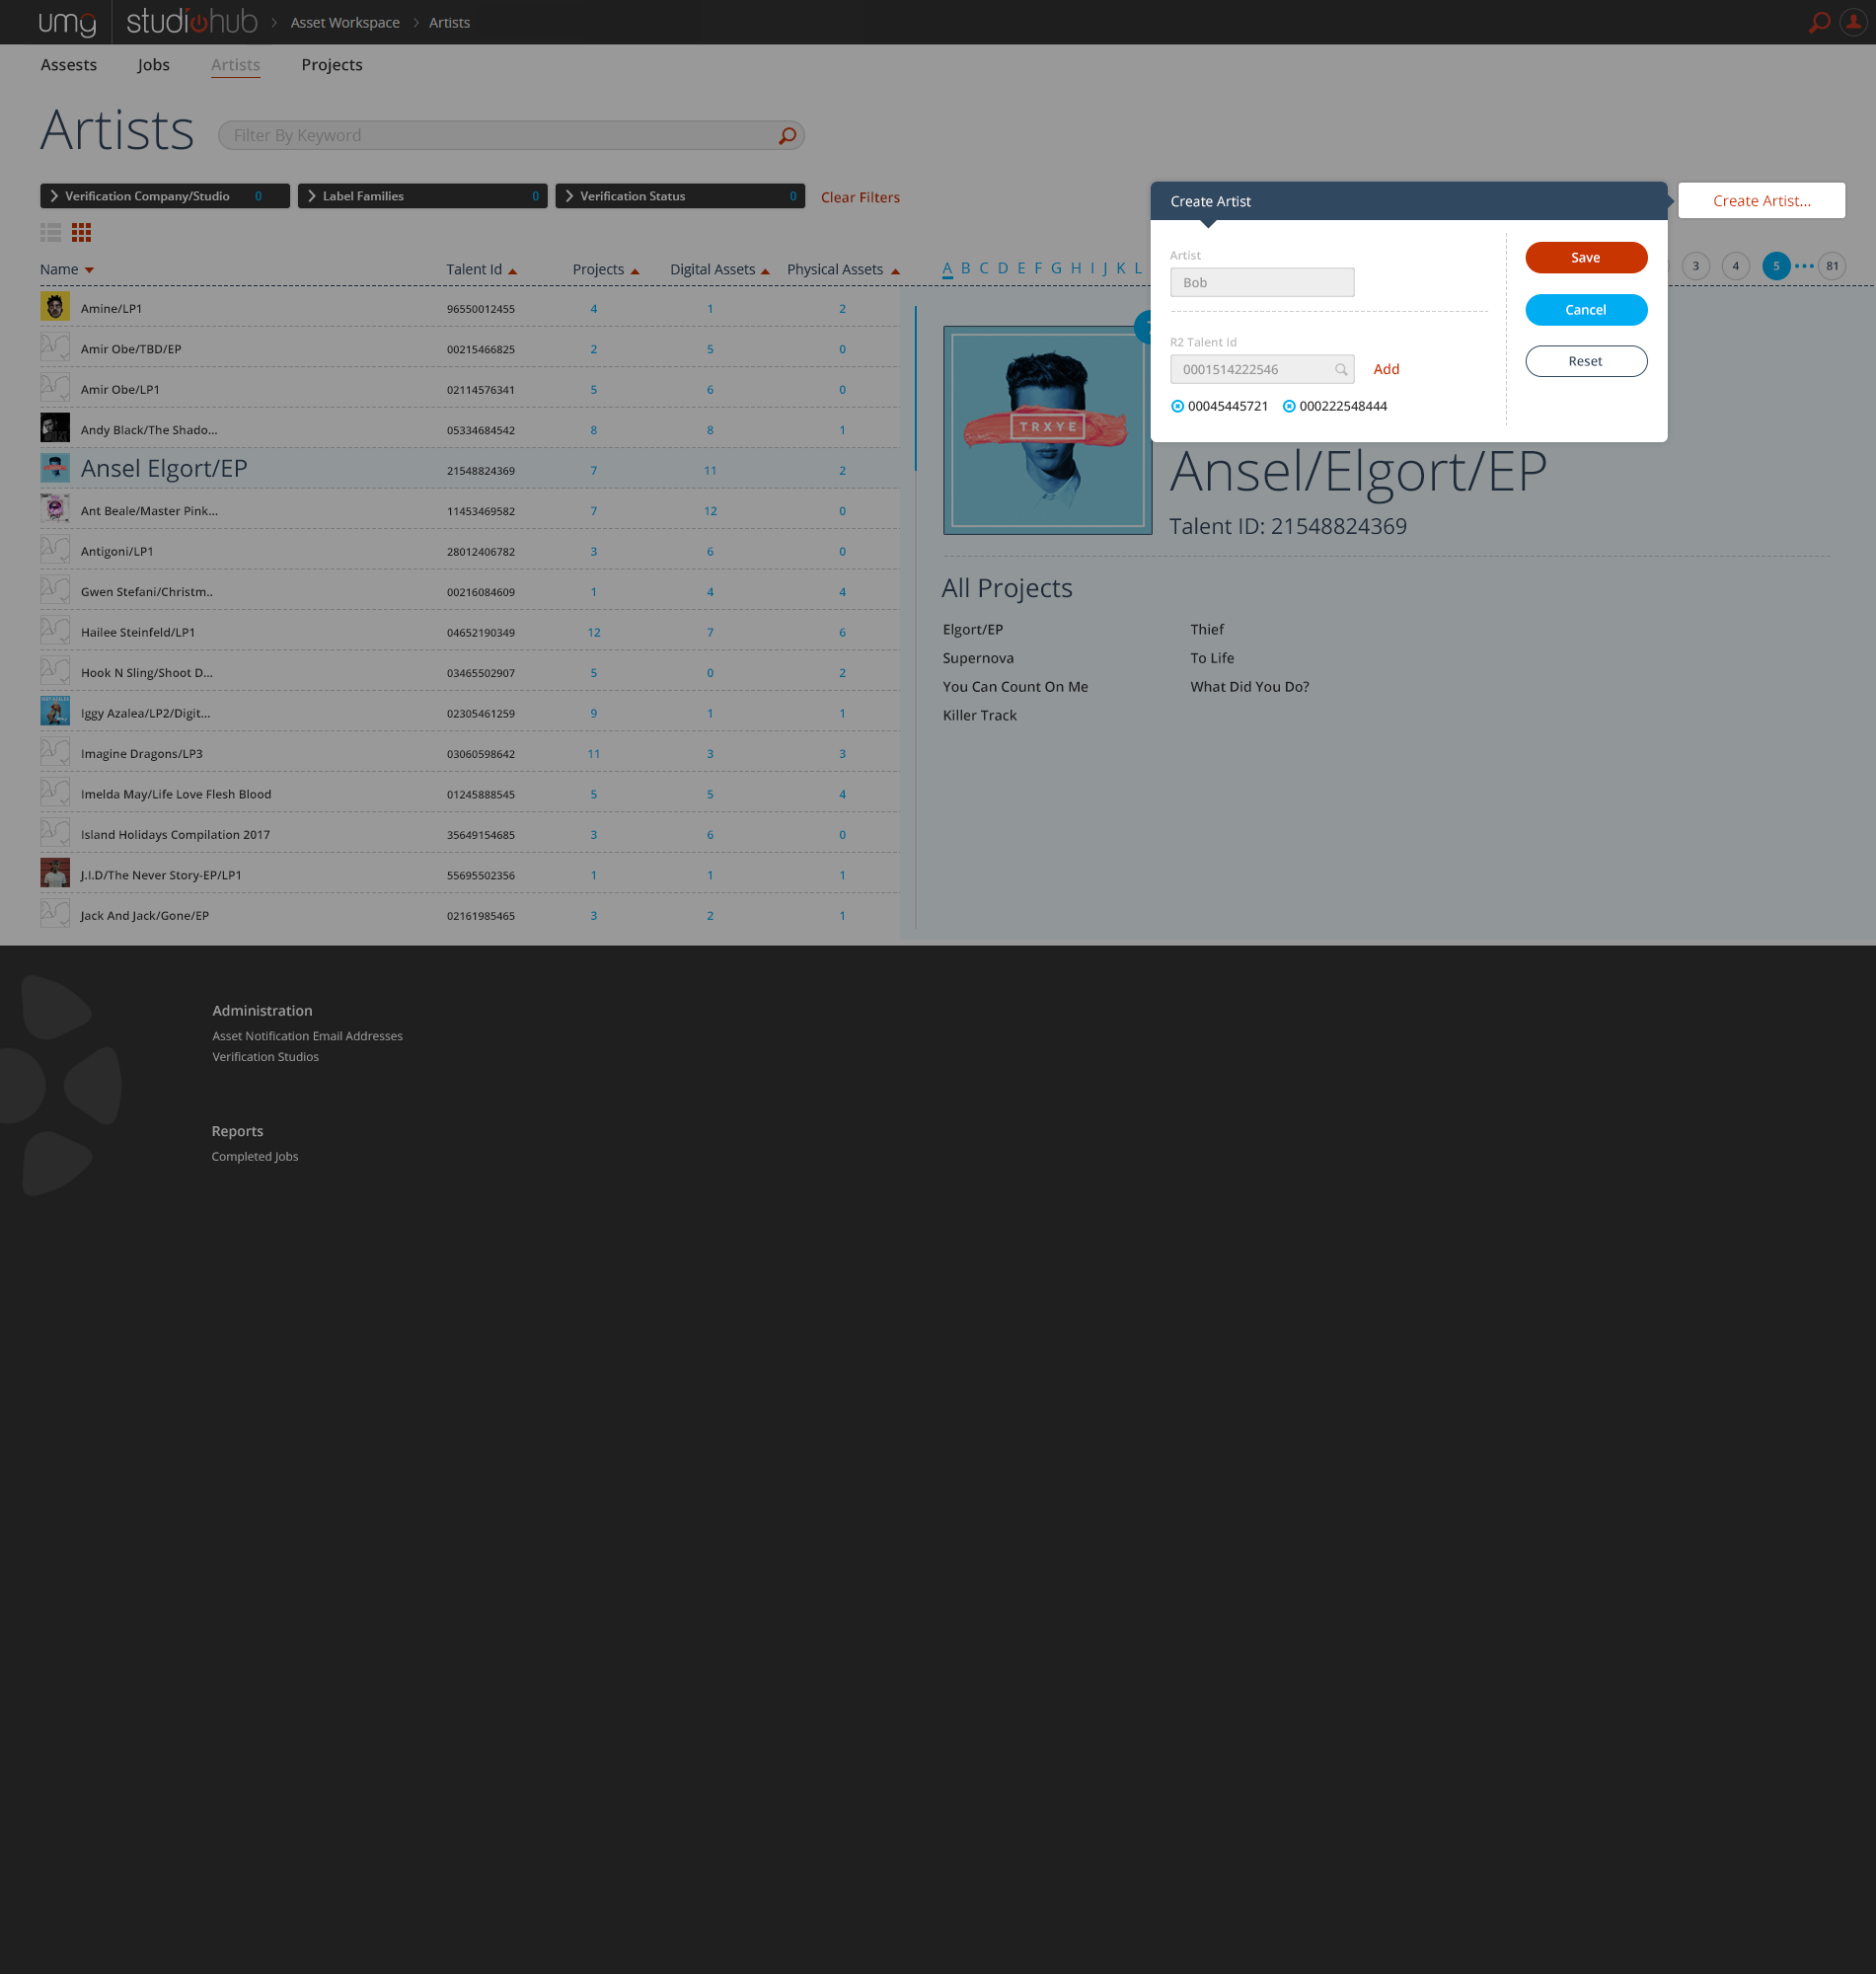 umg studiohub > Asset Workspace > Artists
Assests Jobs Artists Projects
Artists Filter By Keyword
Verification Company/Studio 0 Label Families 0 Verification Status 0 Clear Filters
Create Artist Create Artist...
Name Talent Id Projects Digital Assets Physical Assets
A B C D E F G H I J K L 3 4 5 ••• 81
Artist
Bob
R2 Talent Id
0001514222546 Add
00045445721 000222548444
Save
Cancel
Reset
Amine/LP1 96550012455 4 1 2
Amir Obe/TBD/EP 00215466825 2 5 0
Amir Obe/LP1 02114576341 5 6 0
Andy Black/The Shado... 05334684542 8 8 1
Ansel Elgort/EP 21548824369 7 11 2
Ant Beale/Master Pink... 11453469582 7 12 0
Antigoni/LP1 28012406782 3 6 0
Gwen Stefani/Christm.. 00216084609 1 4 4
Hailee Steinfeld/LP1 04652190349 12 7 6
Hook N Sling/Shoot D... 03465502907 5 0 2
Iggy Azalea/LP2/Digit... 02305461259 9 1 1
Imagine Dragons/LP3 03060598642 11 3 3
Imelda May/Life Love Flesh Blood 01245888545 5 5 4
Island Holidays Compilation 2017 35649154685 3 6 0
J.I.D/The Never Story-EP/LP1 55695502356 1 1 1
Jack And Jack/Gone/EP 02161985465 3 2 1
TRXYE
Ansel/Elgort/EP
Talent ID: 21548824369
All Projects
Elgort/EP Thief
Supernova To Life
You Can Count On Me What Did You Do?
Killer Track
Administration
Asset Notification Email Addresses
Verification Studios
Reports
Completed Jobs